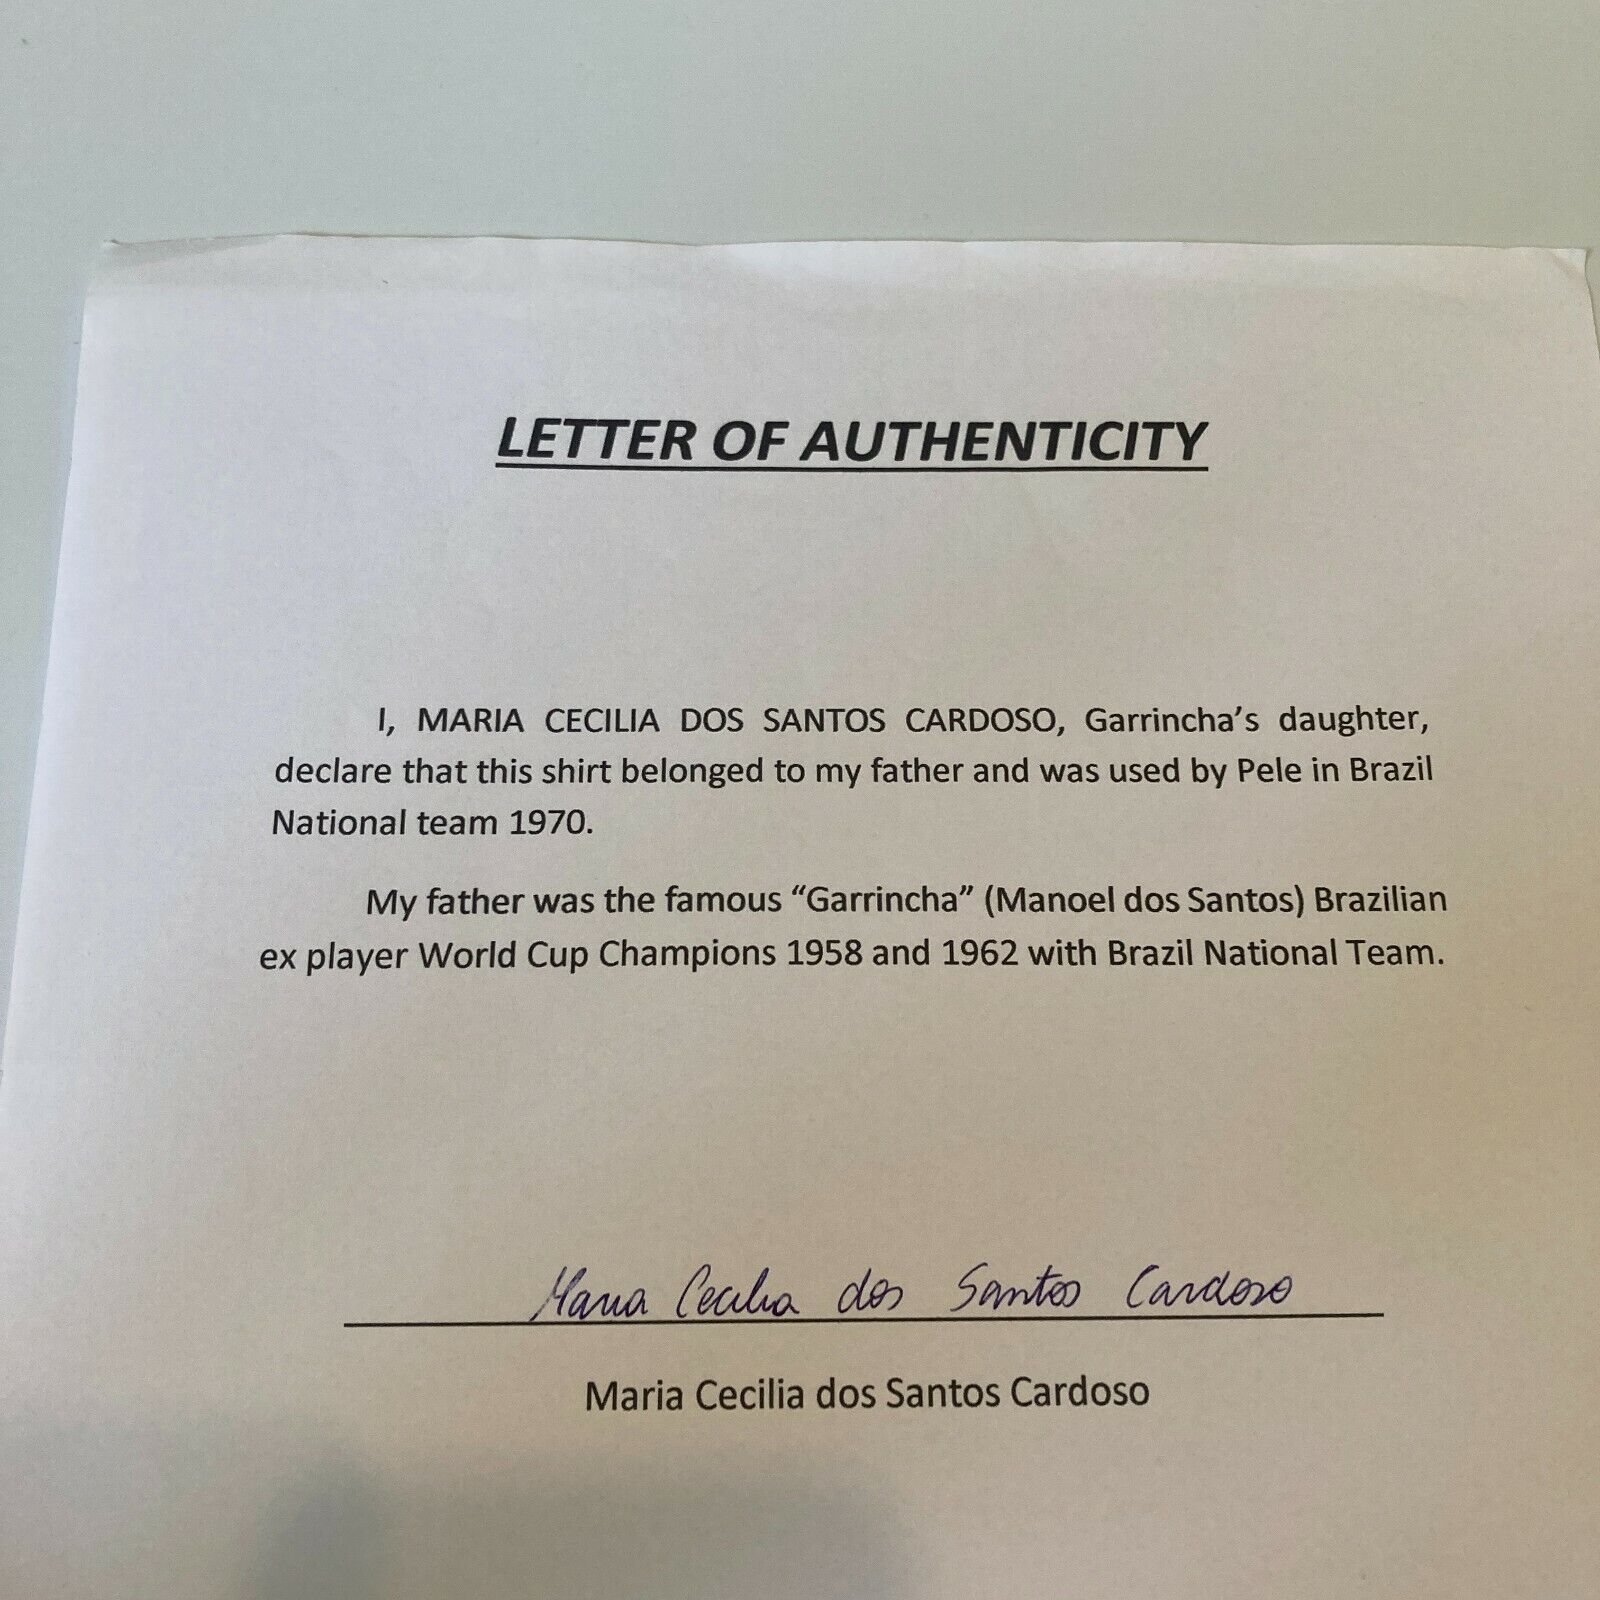 LETTER OF AUTHENTICITY
I, MARIA CECILIA DOS SANTOS CARDOSO, Garrincha’s daughter,
declare that this shirt belonged to my father and was used by Pele in Brazil
National team 1970.
My father was the famous “Garrincha” (Manoel dos Santos) Brazilian
ex player World Cup Champions 1958 and 1962 with Brazil National Team.
Maria Cecilia dos Santos Cardoso
Maria Cecilia dos Santos Cardoso